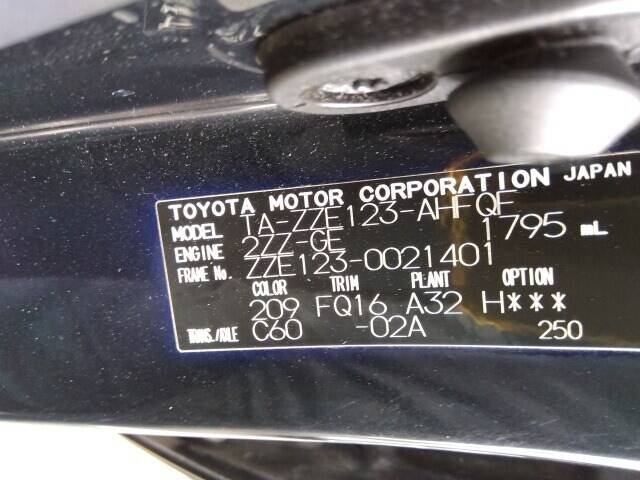 TOYOTA MOTOR CORPORATION JAPAN
MODEL TA-ZZE123-AHFQF
ENGINE 2ZZ-GE 1795 mL
FRAME No. ZZE123-0021401
COLOR TRIM PLANT OPTION
209 FQ16 A32 H***
TRANS./AXLE C60 -02A 250